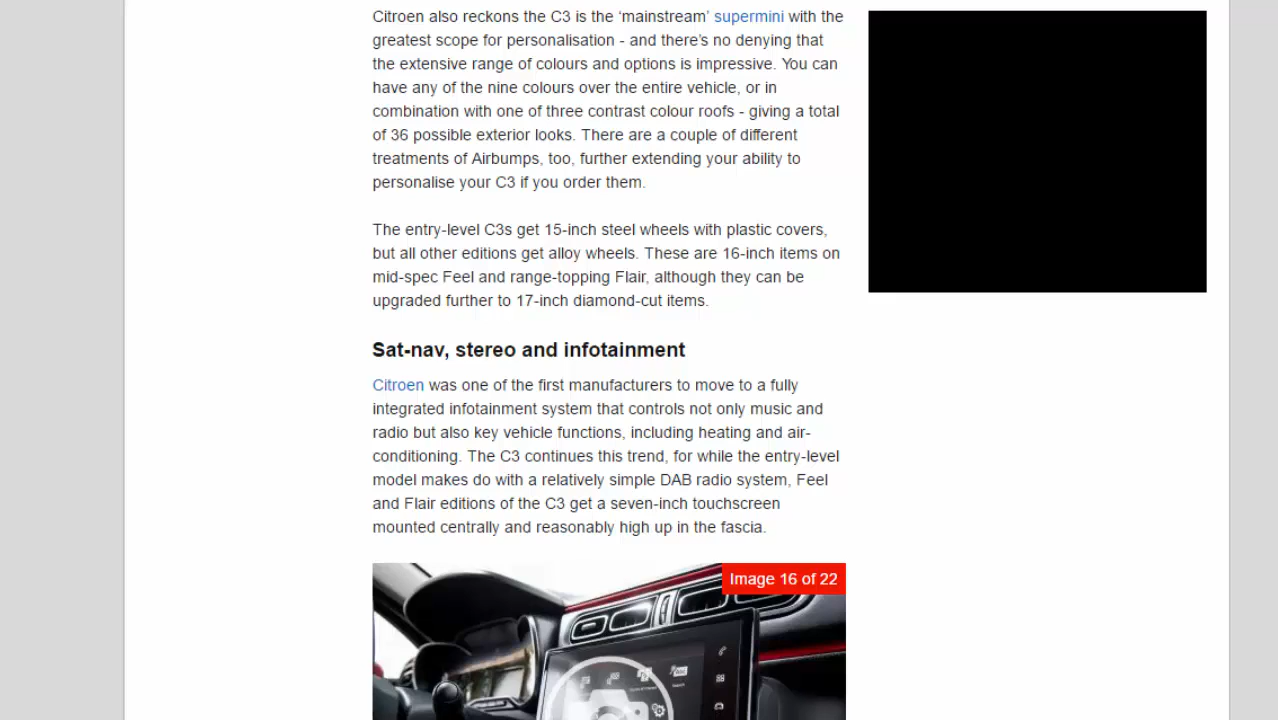 Citroen also reckons the C3 is the ‘mainstream’ supermini with the
greatest scope for personalisation - and there’s no denying that
the extensive range of colours and options is impressive. You can
have any of the nine colours over the entire vehicle, or in
combination with one of three contrast colour roofs - giving a total
of 36 possible exterior looks. There are a couple of different
treatments of Airbumps, too, further extending your ability to
personalise your C3 if you order them.
The entry-level C3s get 15-inch steel wheels with plastic covers,
but all other editions get alloy wheels. These are 16-inch items on
mid-spec Feel and range-topping Flair, although they can be
upgraded further to 17-inch diamond-cut items.
Sat-nav, stereo and infotainment
Citroen was one of the first manufacturers to move to a fully
integrated infotainment system that controls not only music and
radio but also key vehicle functions, including heating and air-
conditioning. The C3 continues this trend, for while the entry-level
model makes do with a relatively simple DAB radio system, Feel
and Flair editions of the C3 get a seven-inch touchscreen
mounted centrally and reasonably high up in the fascia.
Image 16 of 22